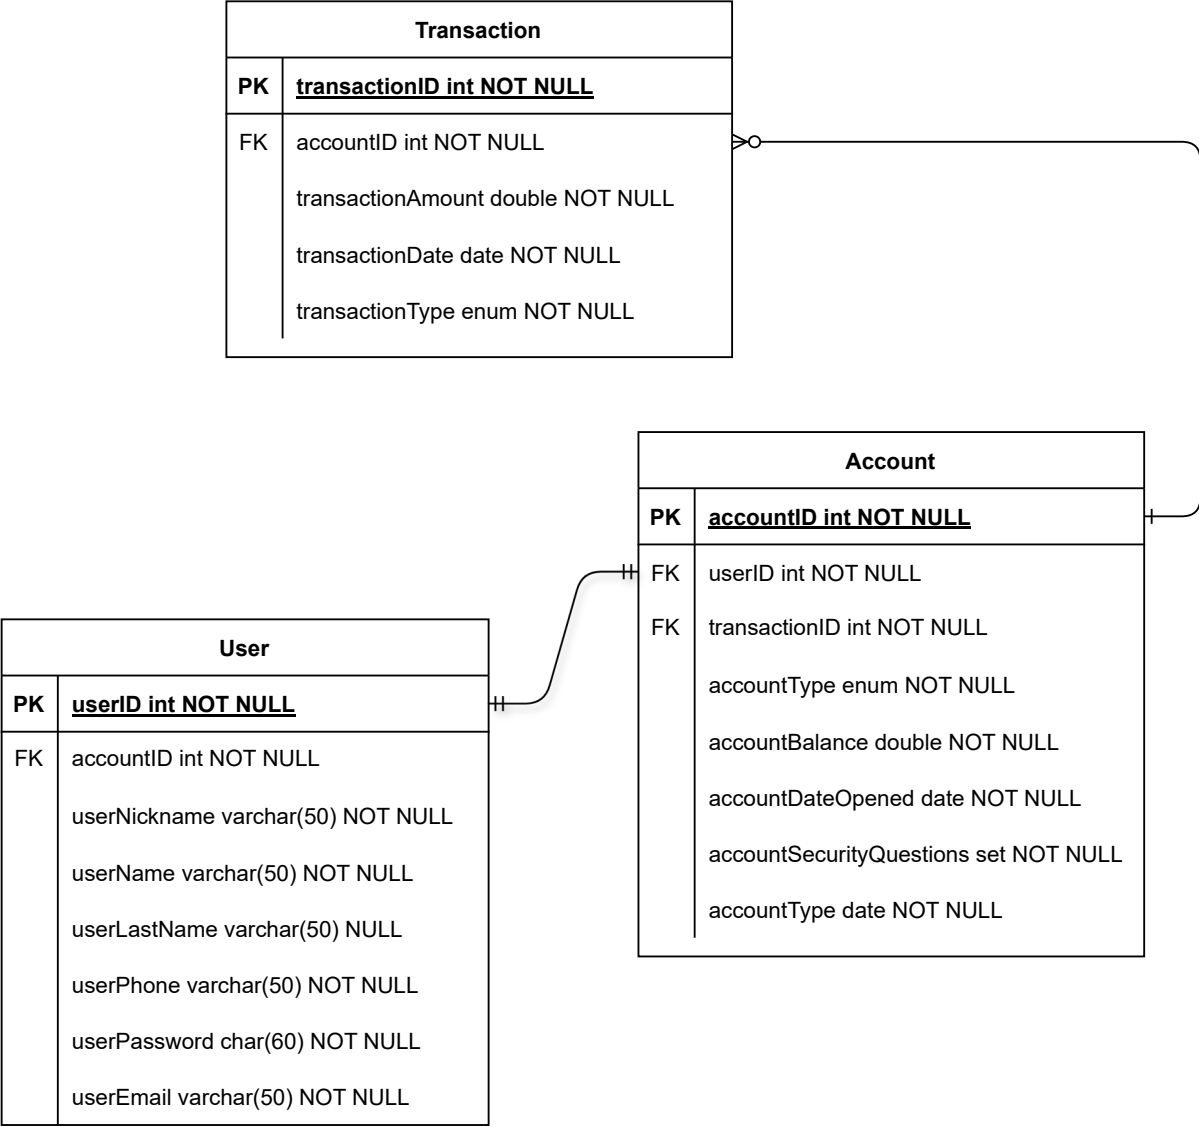 Transaction
PK transactionID int NOT NULL
FK accountID int NOT NULL
transactionAmount double NOT NULL
transactionDate date NOT NULL
transactionType enum NOT NULL
Account
PK accountID int NOT NULL
FK userID int NOT NULL
FK transactionID int NOT NULL
accountType enum NOT NULL
accountBalance double NOT NULL
accountDateOpened date NOT NULL
accountSecurityQuestions set NOT NULL
accountType date NOT NULL
User
PK userID int NOT NULL
FK accountID int NOT NULL
userNickname varchar(50) NOT NULL
userName varchar(50) NOT NULL
userLastName varchar(50) NULL
userPhone varchar(50) NOT NULL
userPassword char(60) NOT NULL
userEmail varchar(50) NOT NULL